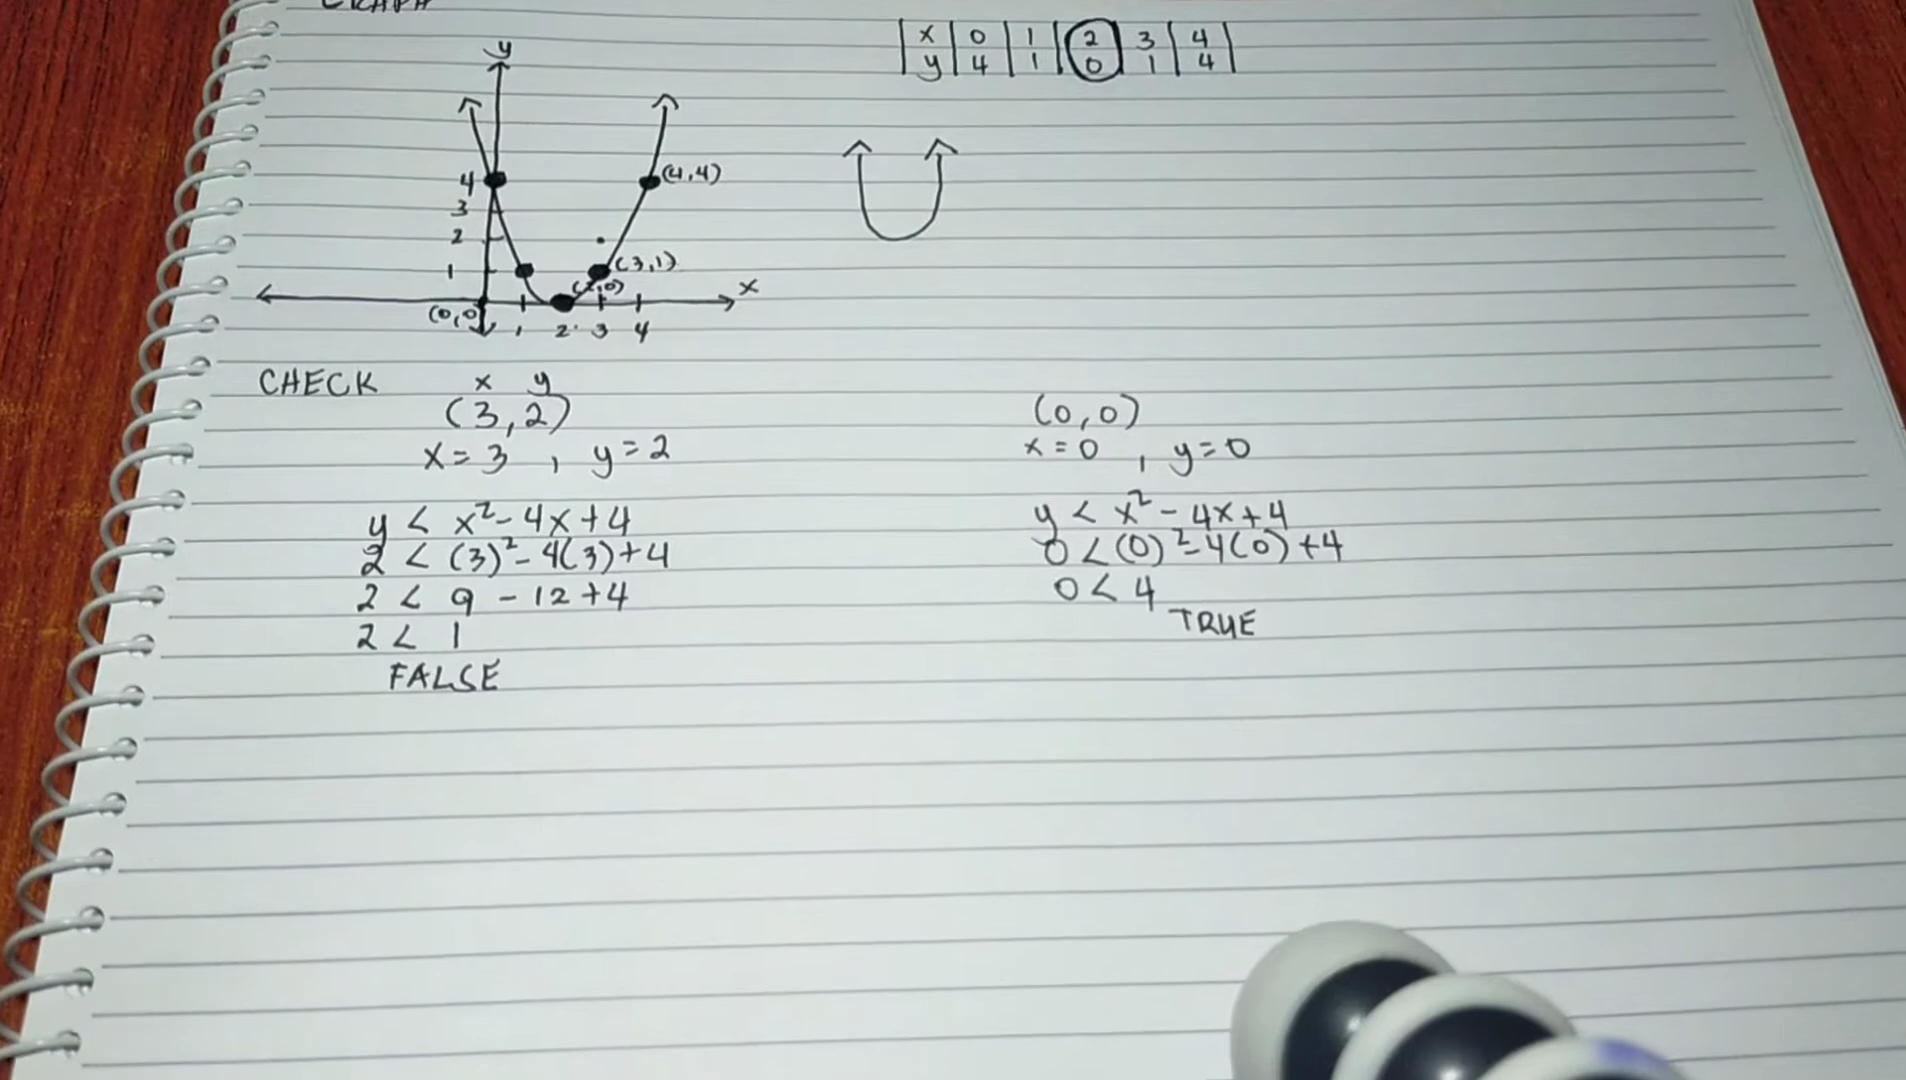 GRAPH
x 0 1 2 3 4
y 4 1 0 1 4
y
4
3
2
1
(4,4)
(3,1)
(2,0)
x
(0,0)
1 2 3 4
CHECK
x y
(3,2)
x=3 , y=2
y < x²-4x+4
2 < (3)²-4(3)+4
2 < 9-12+4
2 < 1
FALSE
(0,0)
x=0 , y=0
y < x²-4x+4
0<(0)²-4(0)+4
0<4
TRUE